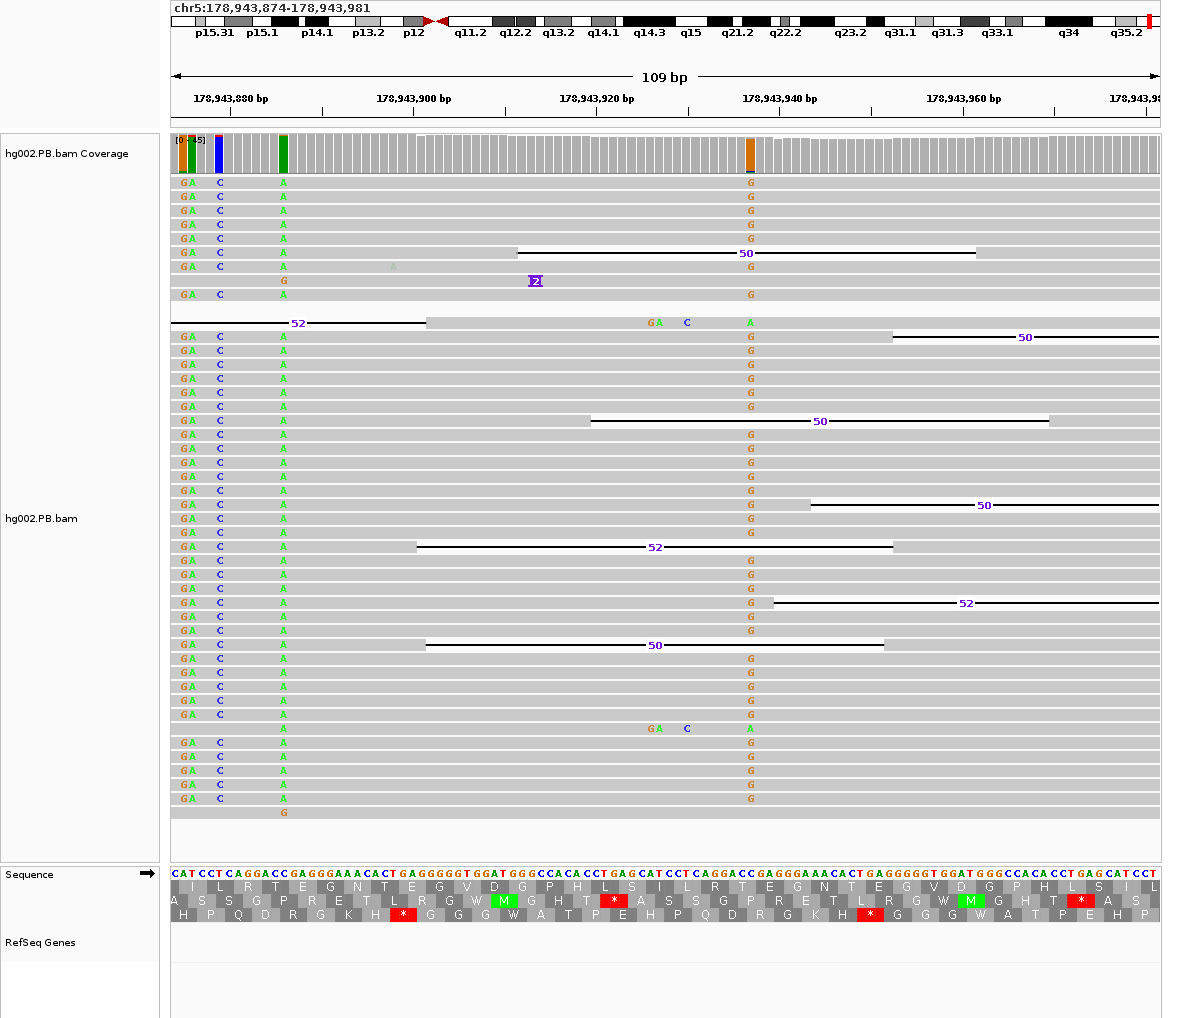 chr5:178,943,874-178,943,981
p15.31 p15.1 p14.1 p13.2 p12 q11.2 q12.2 q13.2 q14.1 q14.3 q15 q21.2 q22.2 q23.2 q31.1 q31.3 q33.1 q34 q35.2
109 bp
178,943,880 bp 178,943,900 bp 178,943,920 bp 178,943,940 bp 178,943,960 bp 178,943,98
[0 - 45]
hg002.PB.bam Coverage
GA C A G
GA C A G
GA C A G
GA C A G
GA C A G
GA C A 50
GA C A A G
G 2
GA C A G
52 GA C A
GA C A G 50
GA C A G
GA C A G
GA C A G
GA C A G
GA C A G
GA C A 50
GA C A G
GA C A G
GA C A G
GA C A G
GA C A G
GA C A G 50
hg002.PB.bam GA C A G
GA C A G
GA C A 52
GA C A G
GA C A G
GA C A G
GA C A G 52
GA C A G
GA C A G
GA C A 50
GA C A G
GA C A G
GA C A G
GA C A G
GA C A G
A GA C A
GA C A G
GA C A G
GA C A G
GA C A G
GA C A G
G
Sequence CATCCTCAGGACCGAGGGAAACACTGAGGGGGTGGATGGGCCACACCTGAGCATCCTCAGGACCGAGGGAAACACTGAGGGGGTGGATGGGCCACACCTGAGCATCCT
I L R T E G N T E G V D G P H L S I L R T E G N T E G V D G P H L S I L
A S S G P R E T L R G W M G H T * A S S G P R E T L R G W M G H T * A S
H P Q D R G K H * G G G W A T P E H P Q D R G K H * G G G W A T P E H P
RefSeq Genes